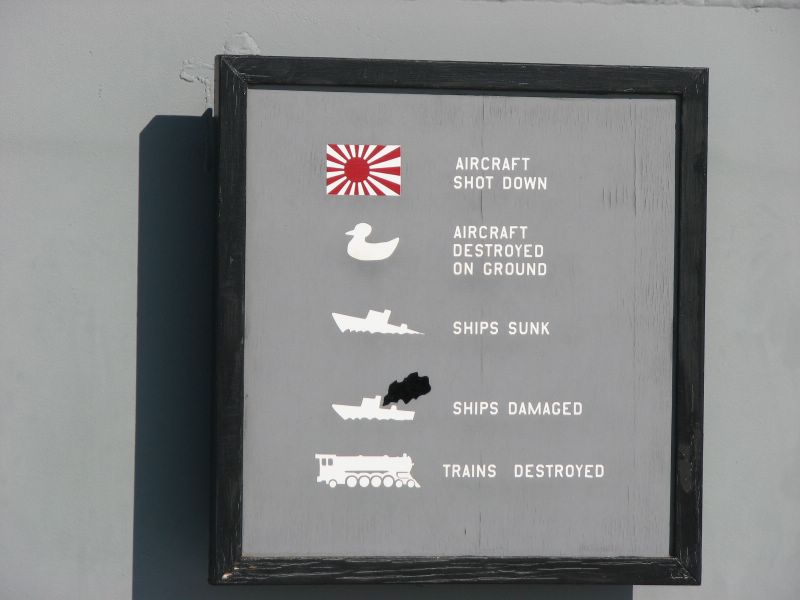 AIRCRAFT
SHOT DOWN
AIRCRAFT
DESTROYED
ON GROUND
SHIPS SUNK
SHIPS DAMAGED
TRAINS DESTROYED